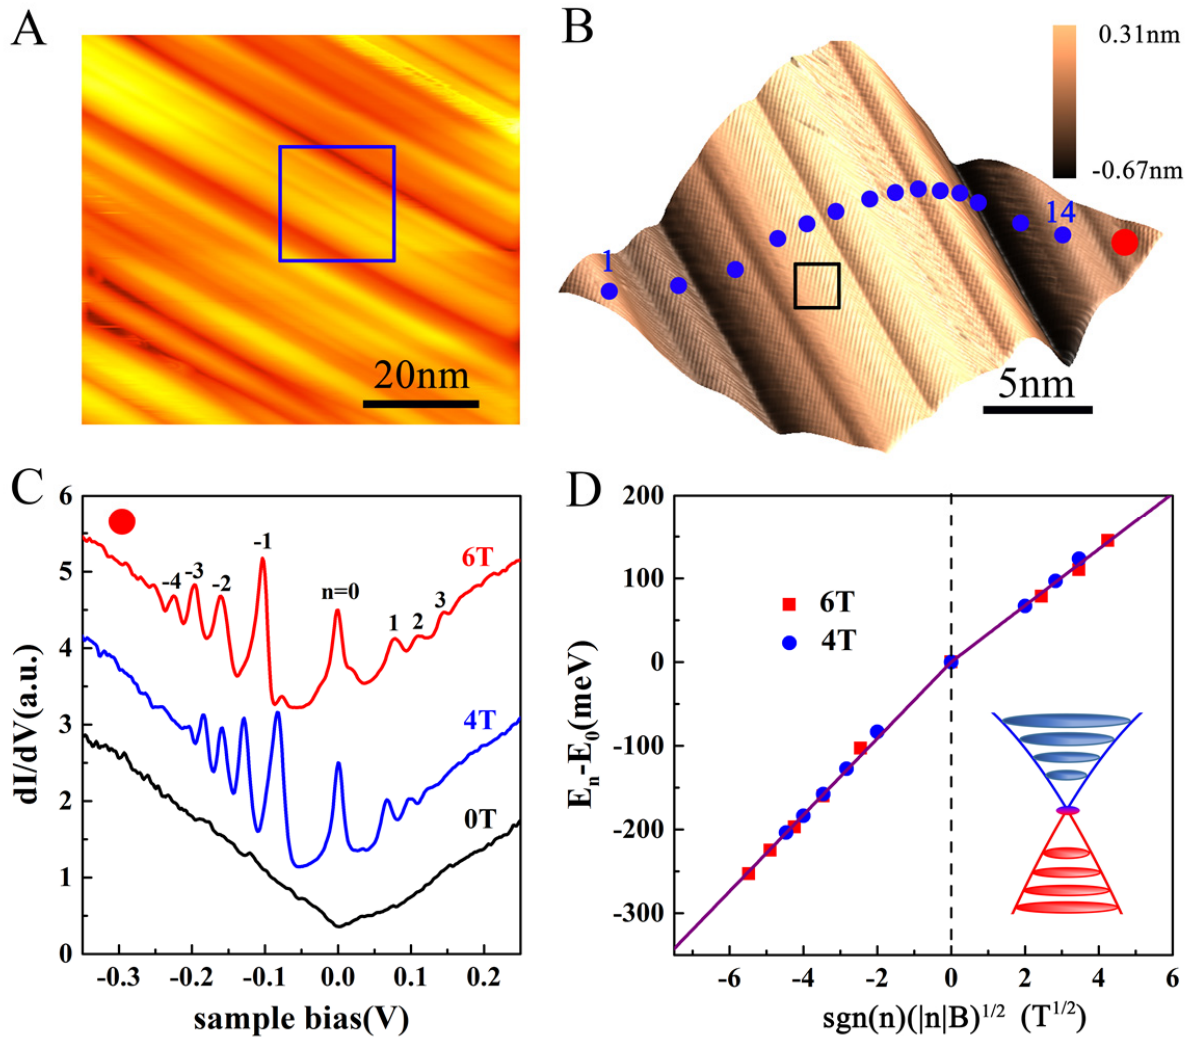 A
20nm
B
0.31nm
-0.67nm
1
14
5nm
C
6
5
4
3
2
1
0
dI/dV(a.u.)
-4
-3
-2
-1
n=0
1
2
3
6T
4T
0T
-0.3
-0.2
-0.1
0.0
0.1
0.2
sample bias(V)
D
200
100
0
-100
-200
-300
Eₙ-E₀(meV)
6T
4T
-6
-4
-2
0
2
4
6
sgn(n)(|n|B)^1/2 (T^1/2)